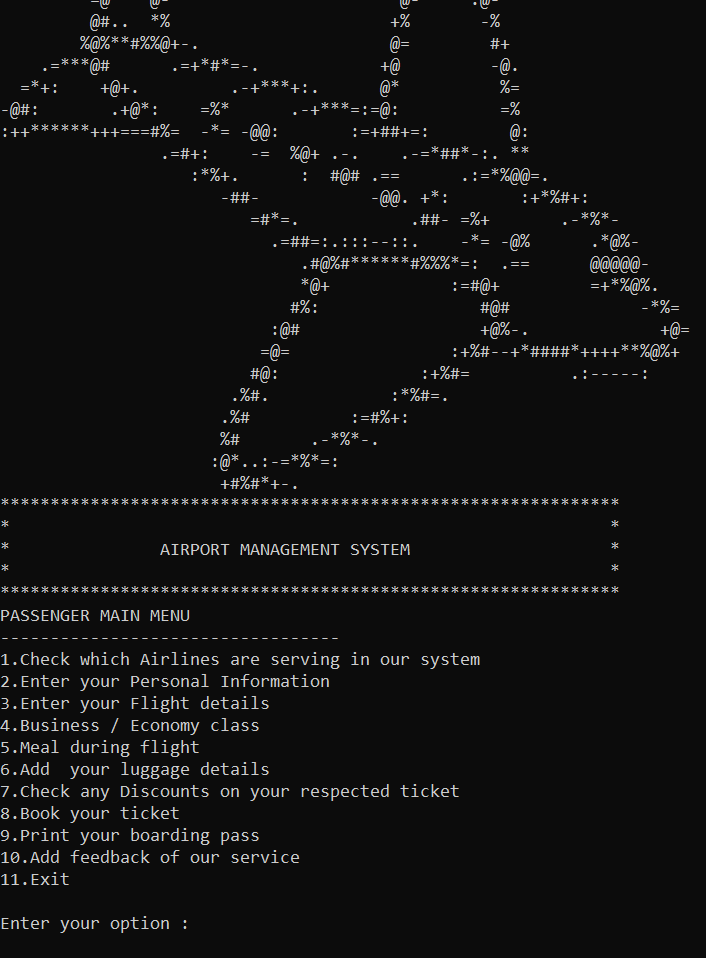 AIRPORT MANAGEMENT SYSTEM
PASSENGER MAIN MENU
----------------------------------
1.Check which Airlines are serving in our system
2.Enter your Personal Information
3.Enter your Flight details
4.Business / Economy class
5.Meal during flight
6.Add  your luggage details
7.Check any Discounts on your respected ticket
8.Book your ticket
9.Print your boarding pass
10.Add feedback of our service
11.Exit
Enter your option :